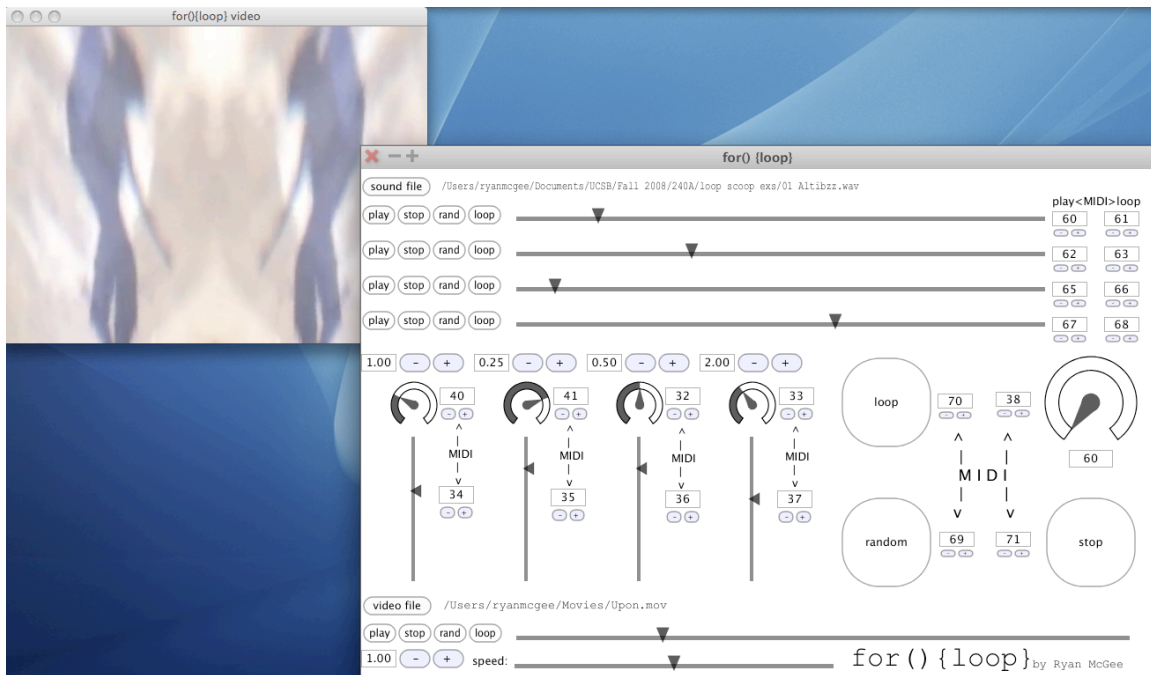 for(){loop} video
for() {loop}
sound file /Users/ryanmcgee/Documents/UCSB/Fall 2008/240A/loop scoop exs/01 Altibzz.wav
play<MIDI>loop
play stop rand loop 60 61
- + - +
play stop rand loop 62 63
- + - +
play stop rand loop 65 66
- + - +
play stop rand loop 67 68
- + - +
1.00 - + 0.25 - + 0.50 - + 2.00 - +
40 41 32 33 loop 70 38
- + - + - + - + - + - +
MIDI MIDI MIDI MIDI 60
MIDI
34 35 36 37
- + - + - + - +
random 69 71 stop
- + - +
video file /Users/ryanmcgee/Movies/Upon.mov
play stop rand loop
1.00 - + speed: for(){loop} by Ryan McGee